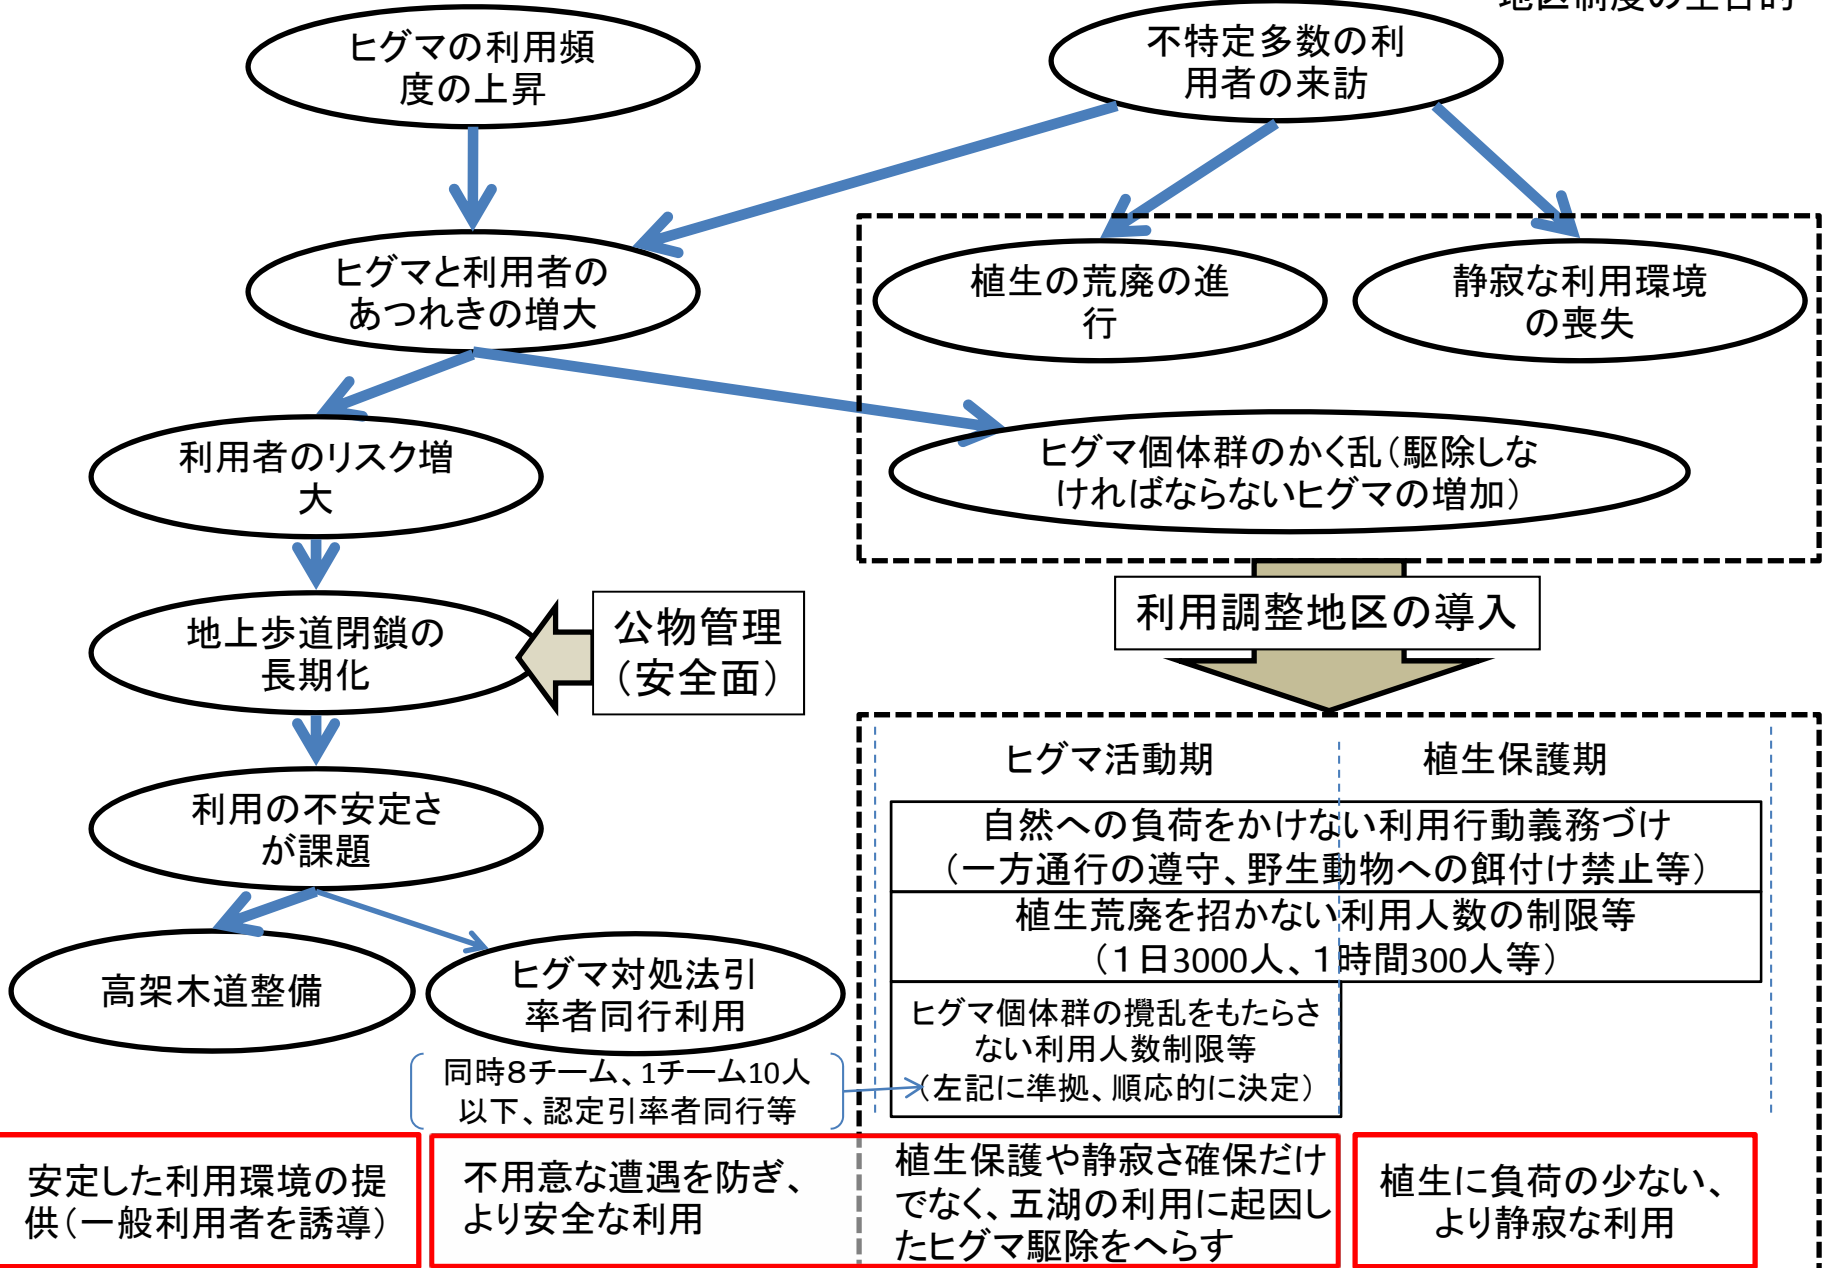 地区制度の主目的
ヒグマの利用頻
度の上昇
不特定多数の利
用者の来訪
ヒグマと利用者の
あつれきの増大
植生の荒廃の進
行
静寂な利用環境
の喪失
利用者のリスク増
大
ヒグマ個体群のかく乱（駆除しな
ければならないヒグマの増加）
地上歩道閉鎖の
長期化
公物管理
（安全面）
利用調整地区の導入
利用の不安定さ
が課題
高架木道整備
ヒグマ対処法引
率者同行利用
同時８チーム、1チーム10人
以下、認定引率者同行等
ヒグマ活動期
植生保護期
自然への負荷をかけない利用行動義務づけ
（一方通行の遵守、野生動物への餌付け禁止等）
植生荒廃を招かない利用人数の制限等
（１日3000人、１時間300人等）
ヒグマ個体群の攪乱をもたらさ
ない利用人数制限等
（左記に準拠、順応的に決定）
安定した利用環境の提
供（一般利用者を誘導）
不用意な遭遇を防ぎ、
より安全な利用
植生保護や静寂さ確保だけ
でなく、五湖の利用に起因し
たヒグマ駆除をへらす
植生に負荷の少ない、
より静寂な利用